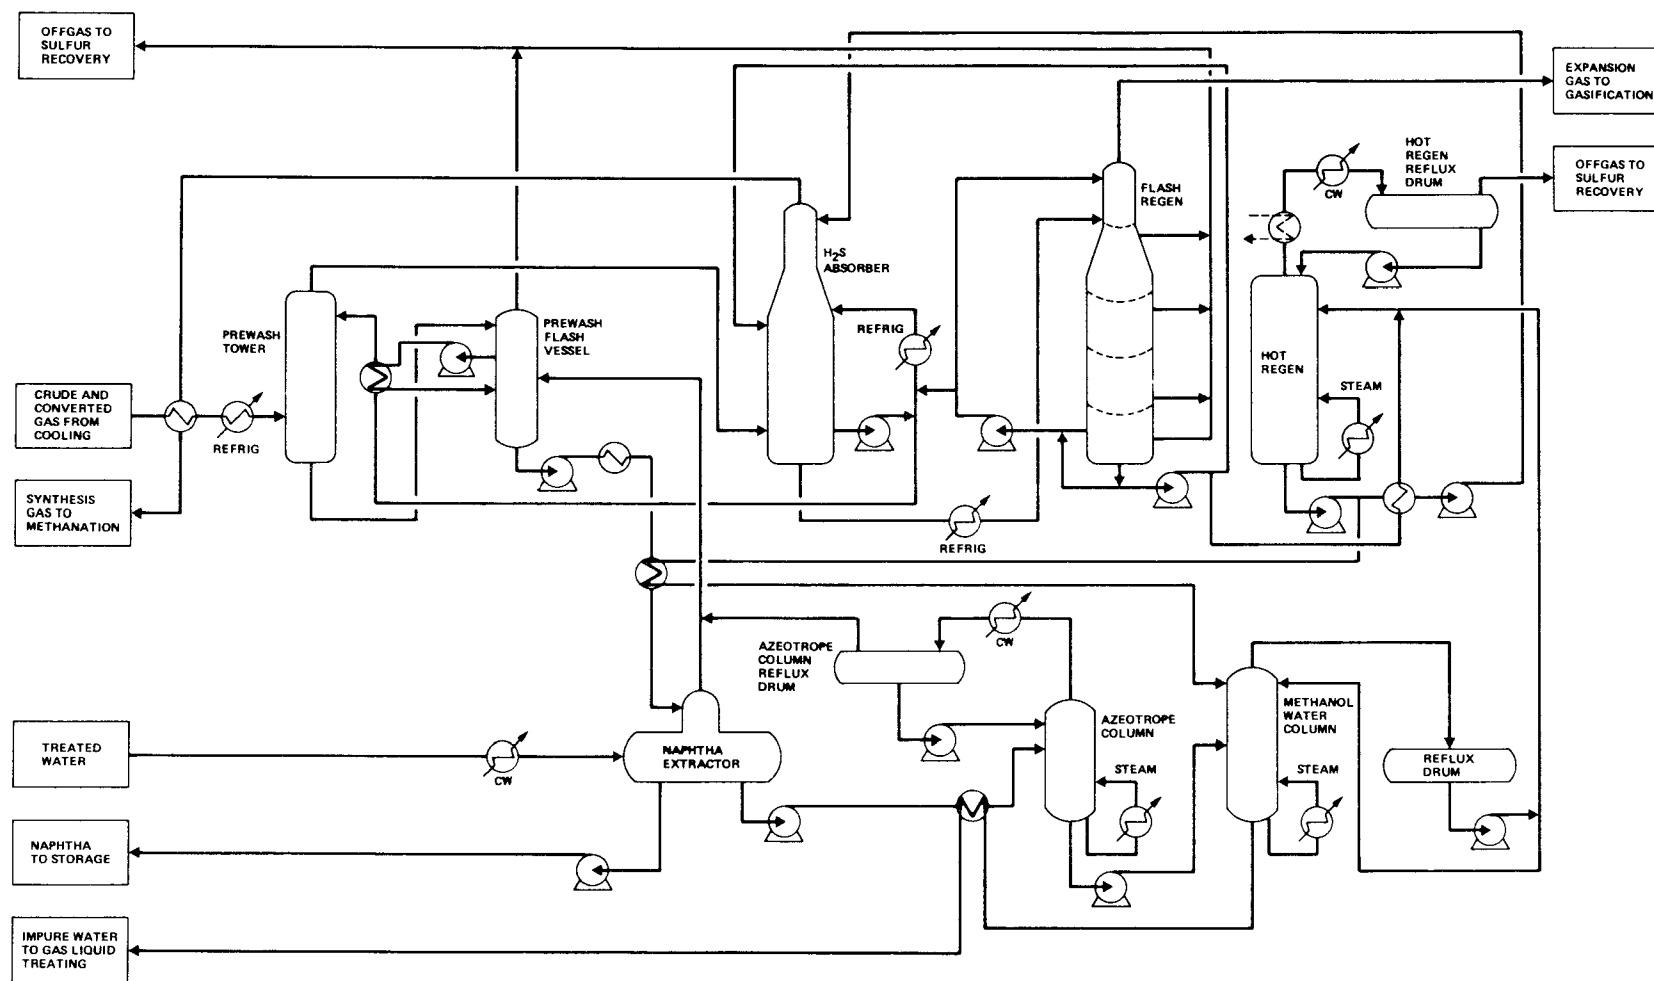 OFFGAS TO
SULFUR
RECOVERY
EXPANSION
GAS TO
GASIFICATION
HOT
REGEN
REFLUX
DRUM
OFFGAS TO
SULFUR
RECOVERY
CW
FLASH
REGEN
H2S
ABSORBER
PREWASH
TOWER
PREWASH
FLASH
VESSEL
REFRIG
HOT
REGEN
STEAM
CRUDE AND
CONVERTED
GAS FROM
COOLING
REFRIG
SYNTHESIS
GAS TO
METHANATION
REFRIG
AZEOTROPE
COLUMN
REFLUX
DRUM
CW
AZEOTROPE
COLUMN
METHANOL
WATER
COLUMN
TREATED
WATER
CW
NAPHTHA
EXTRACTOR
STEAM
STEAM
REFLUX
DRUM
NAPHTHA
TO STORAGE
IMPURE WATER
TO GAS LIQUID
TREATING